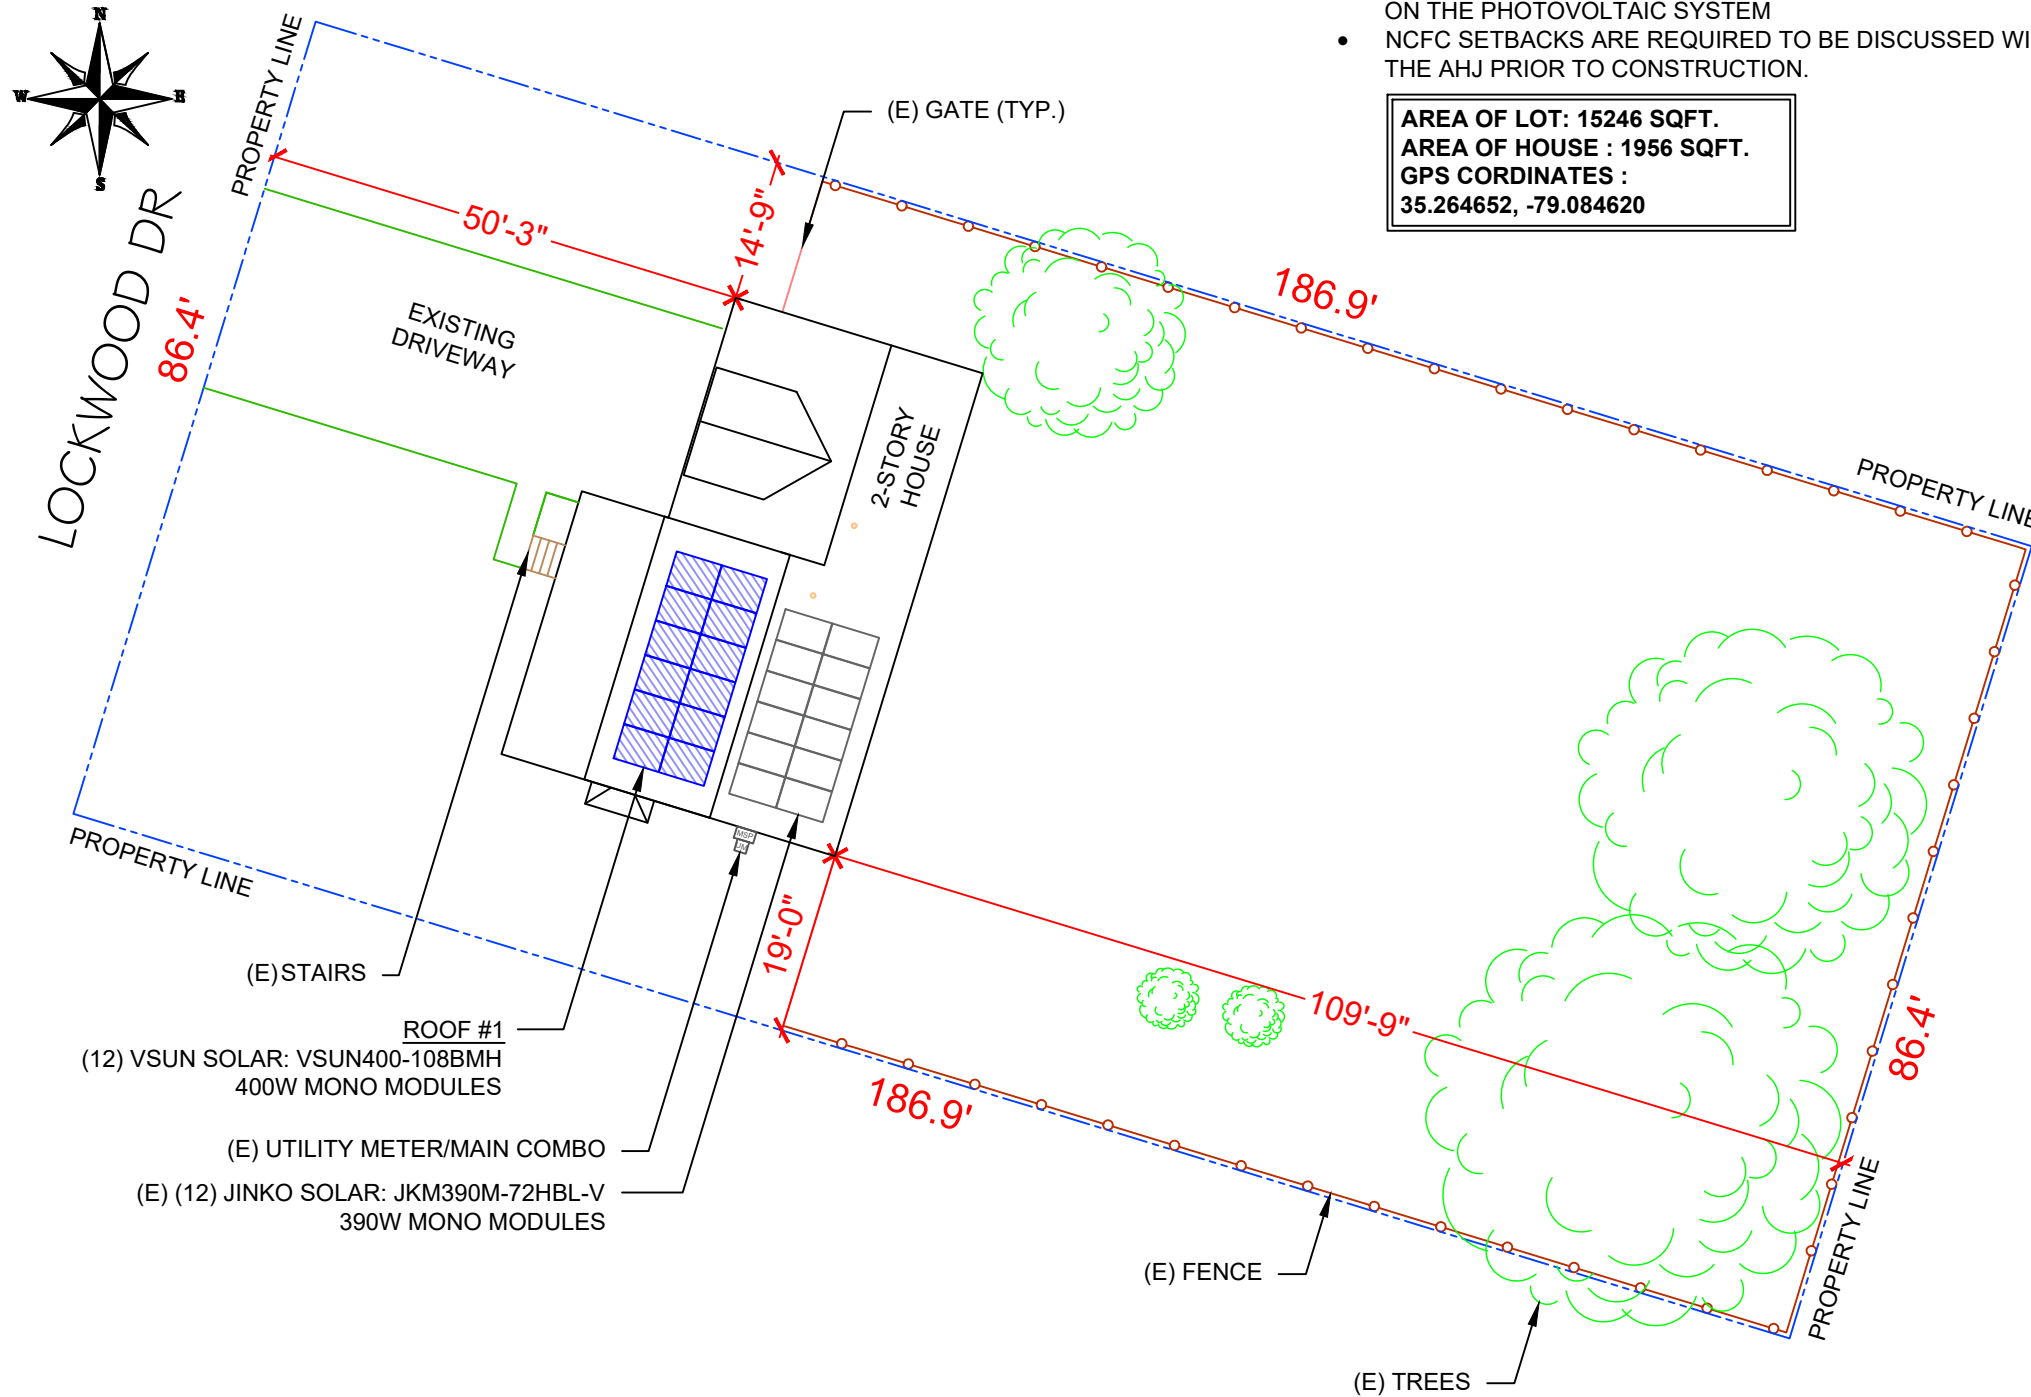 N
W
E
S
ON THE PHOTOVOLTAIC SYSTEM
• NCFC SETBACKS ARE REQUIRED TO BE DISCUSSED WI
THE AHJ PRIOR TO CONSTRUCTION.
AREA OF LOT: 15246 SQFT.
AREA OF HOUSE : 1956 SQFT.
GPS CORDINATES :
35.264652, -79.084620
PROPERTY LINE
(E) GATE (TYP.)
50'-3"
14'-9"
186.9'
LOCKWOOD DR
86.4'
EXISTING
DRIVEWAY
2-STORY
HOUSE
PROPERTY LINE
PROPERTY LINE
MSP
UM
19'-0"
109'-9"
86.4'
186.9'
PROPERTY LINE
(E) STAIRS
ROOF #1
(12) VSUN SOLAR: VSUN400-108BMH
400W MONO MODULES
(E) UTILITY METER/MAIN COMBO
(E) (12) JINKO SOLAR: JKM390M-72HBL-V
390W MONO MODULES
(E) FENCE
(E) TREES